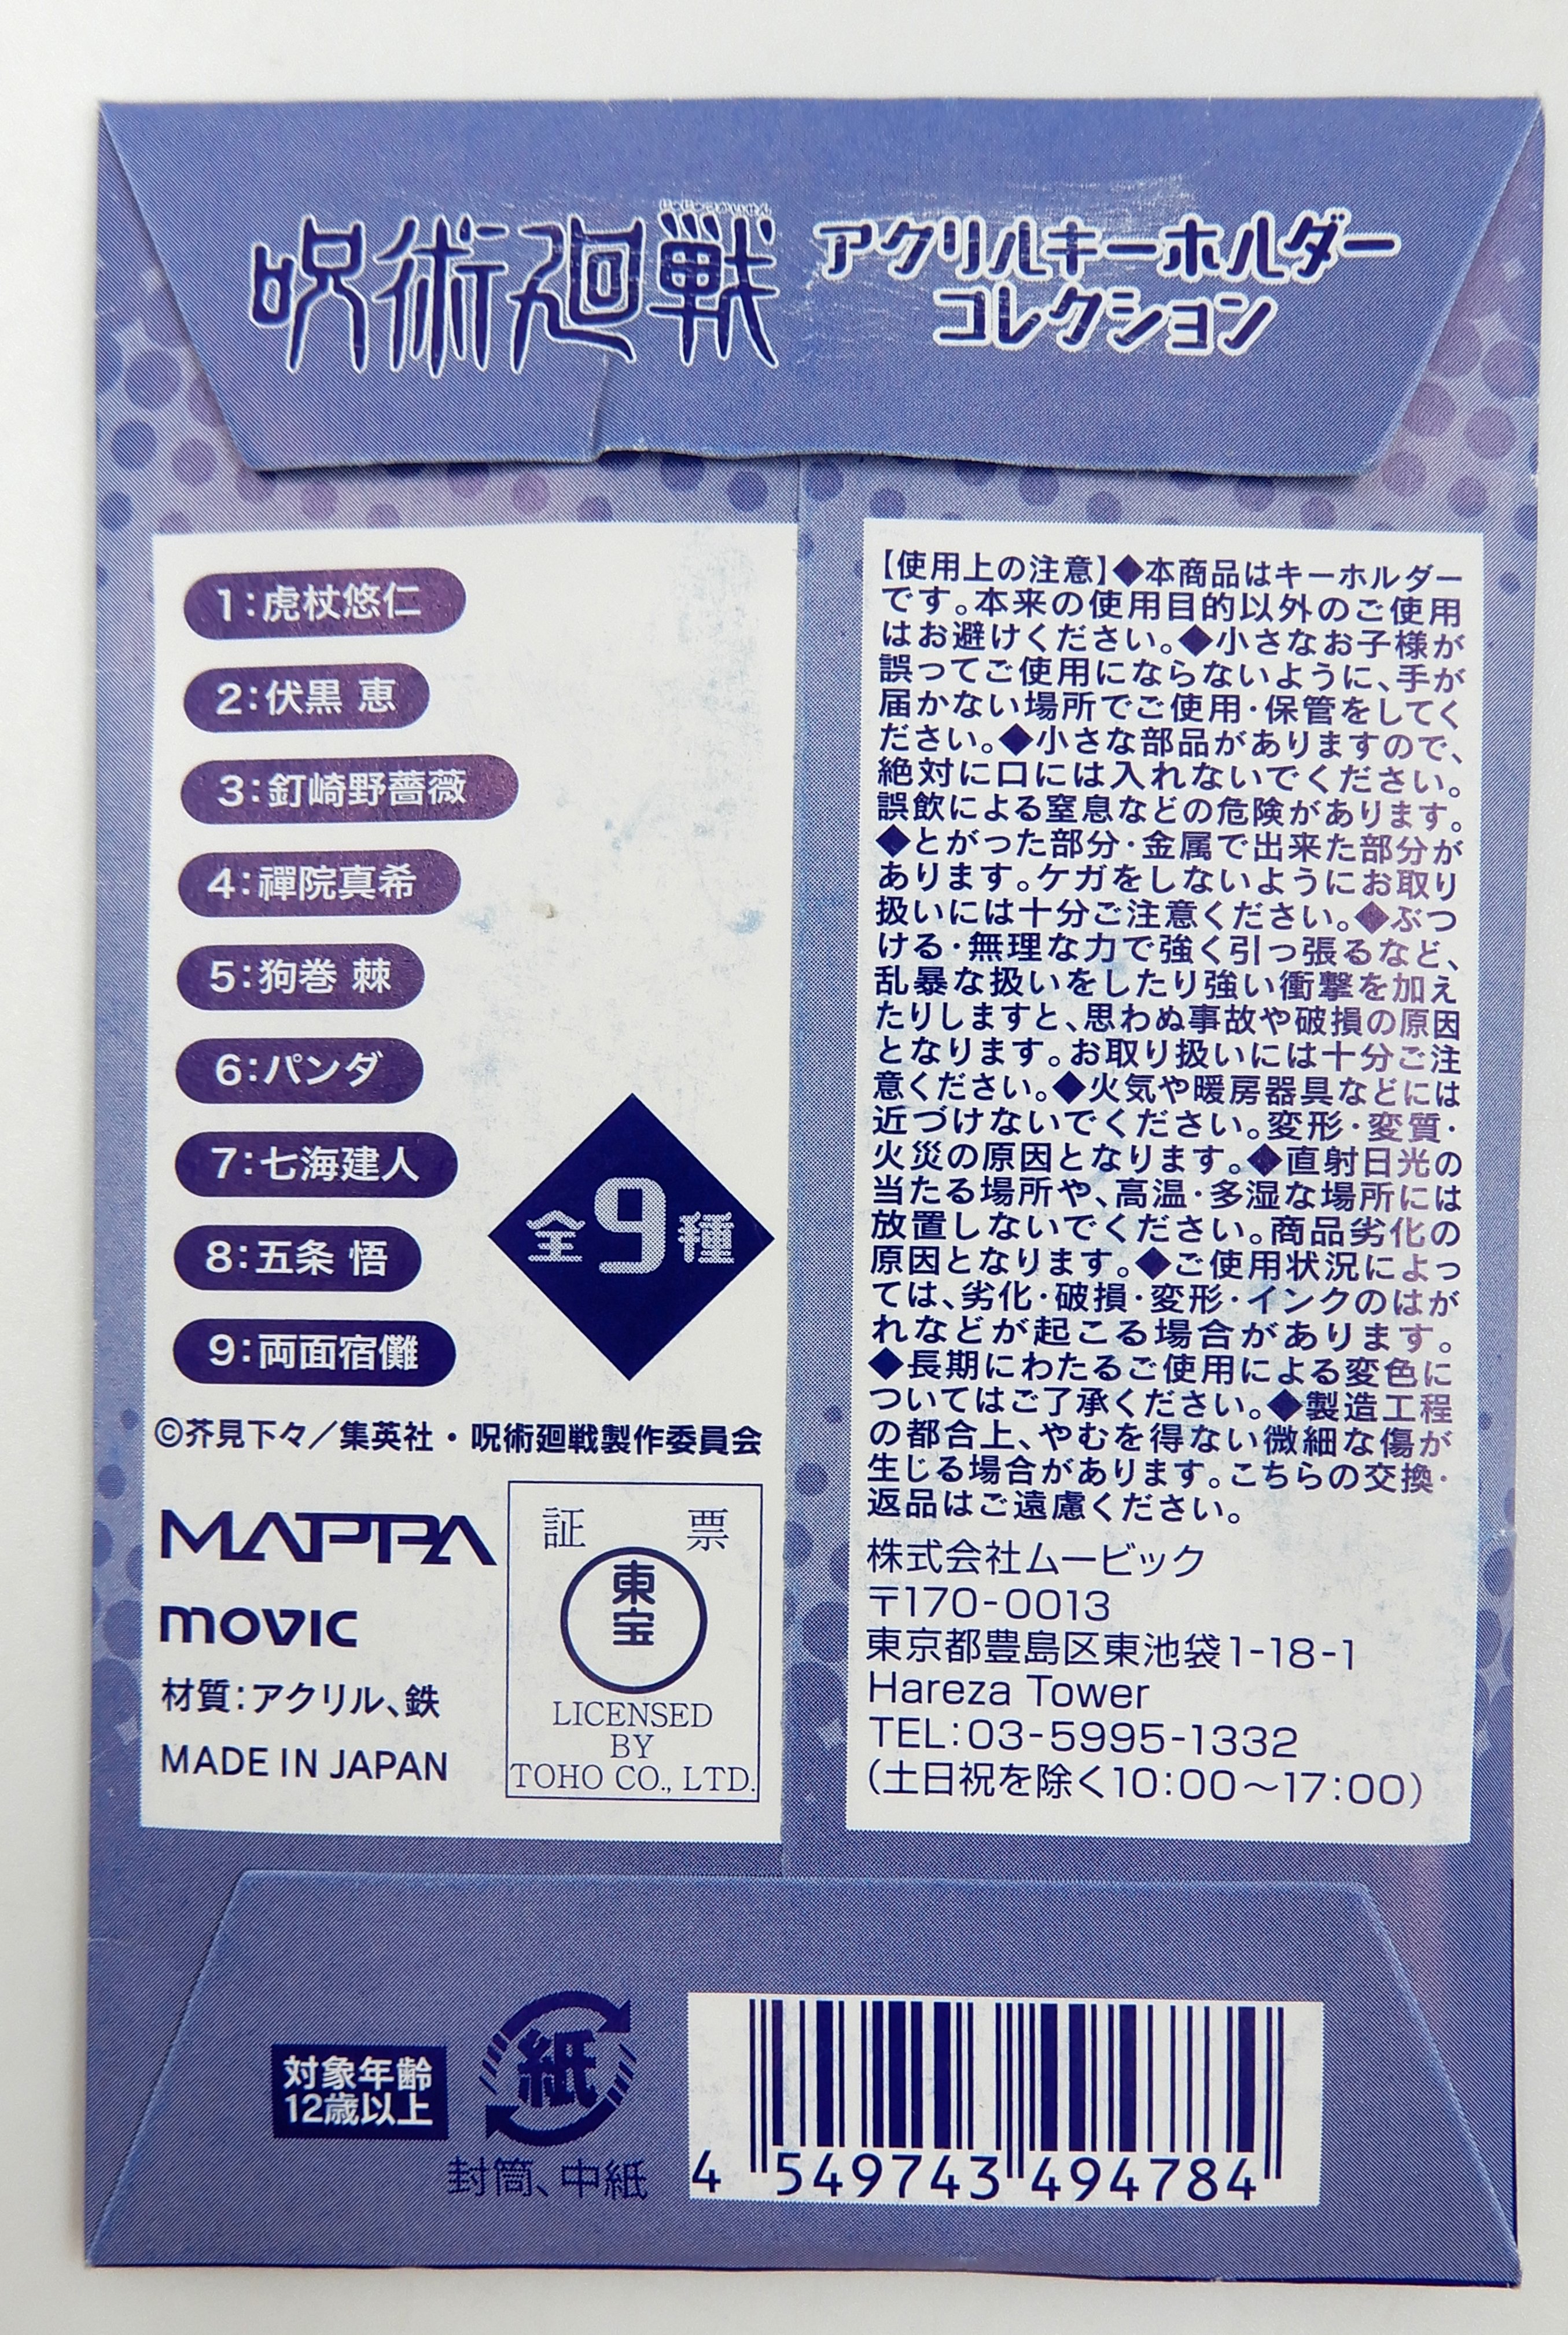 じゅじゅつかいせん
呪術廻戦
アクリルキーホルダー
コレクション
1:虎杖悠仁
2:伏黒 恵
3:釘崎野薔薇
4:禪院真希
5:狗巻 棘
6:パンダ
7:七海建人
8:五条 悟
9:両面宿儺
全9種
©芥見下々／集英社・呪術廻戦製作委員会
MAPPA
movic
材質:アクリル、鉄
MADE IN JAPAN
証 票
東宝
LICENSED
BY
TOHO CO., LTD.
【使用上の注意】◆本商品はキーホルダー
です。本来の使用目的以外のご使用
はお避けください。◆小さなお子様が
誤ってご使用にならないように、手が
届かない場所でご使用・保管をしてく
ださい。◆小さな部品がありますので、
絶対に口には入れないでください。
誤飲による窒息などの危険があります。
◆とがった部分・金属で出来た部分が
あります。ケガをしないようにお取り
扱いには十分ご注意ください。◆ぶつ
ける・無理な力で強く引っ張るなど、
乱暴な扱いをしたり強い衝撃を加え
たりしますと、思わぬ事故や破損の原因
となります。お取り扱いには十分ご注
意ください。◆火気や暖房器具などには
近づけないでください。変形・変質・
火災の原因となります。◆直射日光の
当たる場所や、高温・多湿な場所には
放置しないでください。商品劣化の
原因となります。◆ご使用状況によっ
ては、劣化・破損・変形・インクのはが
れなどが起こる場合があります。
◆長期にわたるご使用による変色に
ついてはご了承ください。◆製造工程
の都合上、やむを得ない微細な傷が
生じる場合があります。こちらの交換・
返品はご遠慮ください。
株式会社ムービック
〒170-0013
東京都豊島区東池袋1-18-1
Hareza Tower
TEL:03-5995-1332
(土日祝を除く10:00～17:00)
対象年齢
12歳以上
紙
封筒、中紙
4 549743 494784